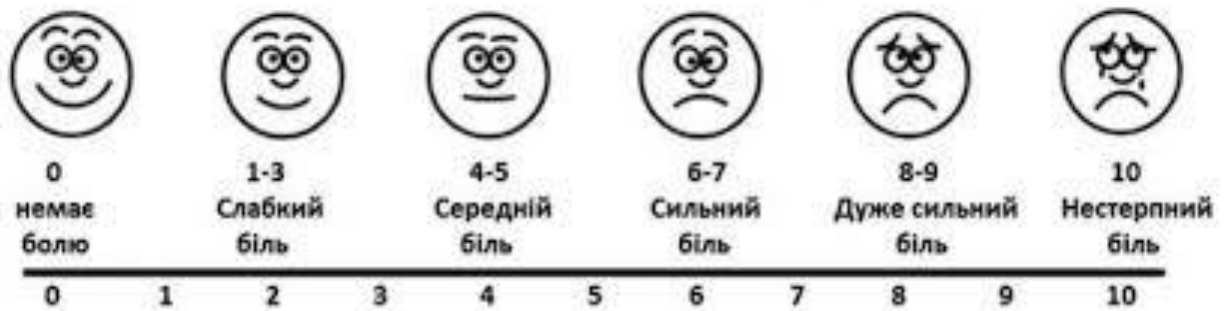 0 1-3 4-5 6-7 8-9 10
немає Слабкий Середній Сильний Дуже сильний Нестерпний
болю біль біль біль біль біль
0 1 2 3 4 5 6 7 8 9 10